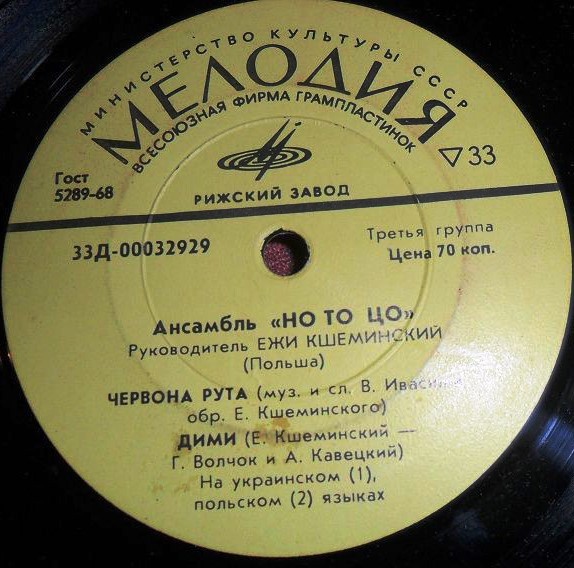 МИНИСТЕРСТВО КУЛЬТУРЫ СССР
МЕЛОДИЯ
ВСЕСОЮЗНАЯ ФИРМА ГРАМПЛАСТИНОК
33
Гост
5289-68
РИЖСКИЙ ЗАВОД
33Д-00032929
Третья группа
Цена 70 коп.
Ансамбль «НО ТО ЦО»
Руководитель ЕЖИ КШЕМИНСКИЙ
(Польша)
ЧЕРВОНА РУТА (муз. и сл. В.
обр. Е. Кшеминского)
ДИМИ (Е. Кшеминский —
Г. Волчок и А. Кавецкий)
На украинском (1),
польском (2) языках